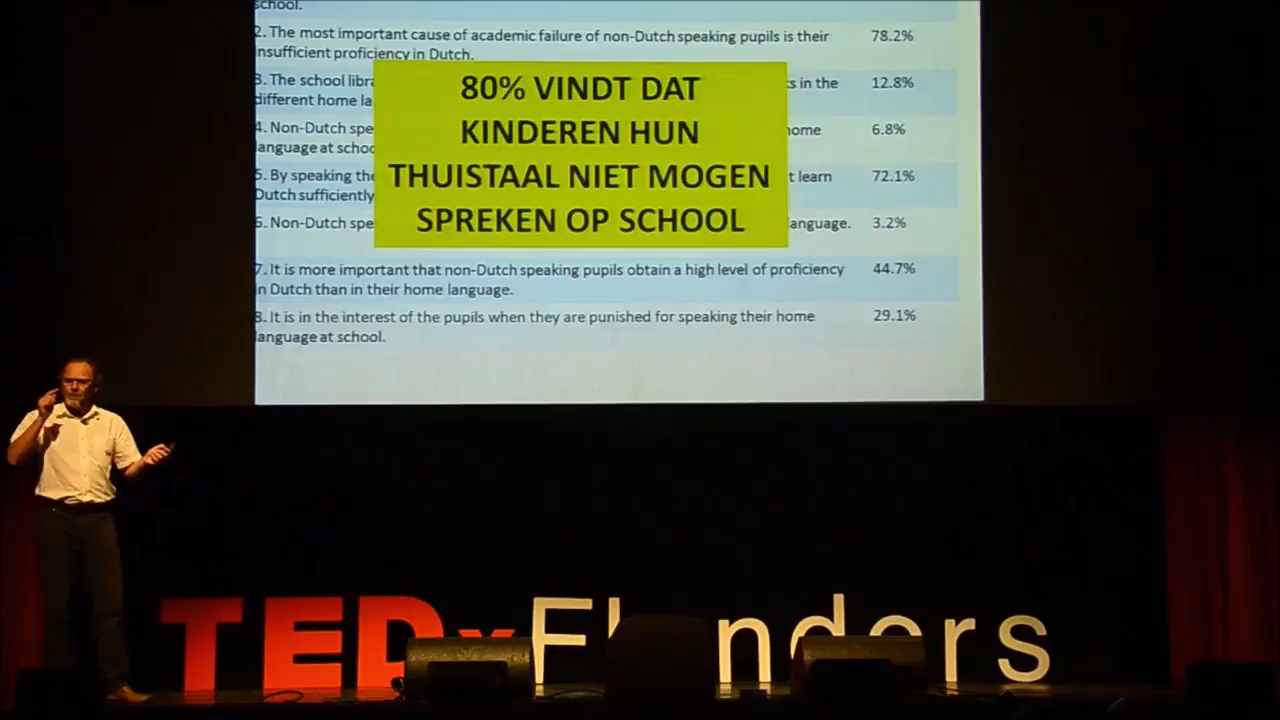 school.
2. The most important cause of academic failure of non-Dutch speaking pupils is their 78.2%
insufficient proficiency in Dutch.
3. The school libra
s in the 12.8%
different home la
4. Non-Dutch spe
home 6.8%
language at schoo
5. By speaking the
t learn 72.1%
Dutch sufficiently
6. Non-Dutch spe
language. 3.2%
80% VINDT DAT
KINDEREN HUN
THUISTAAL NIET MOGEN
SPREKEN OP SCHOOL
7. It is more important that non-Dutch speaking pupils obtain a high level of proficiency 44.7%
in Dutch than in their home language.
8. It is in the interest of the pupils when they are punished for speaking their home 29.1%
language at school.
TEDxFlanders